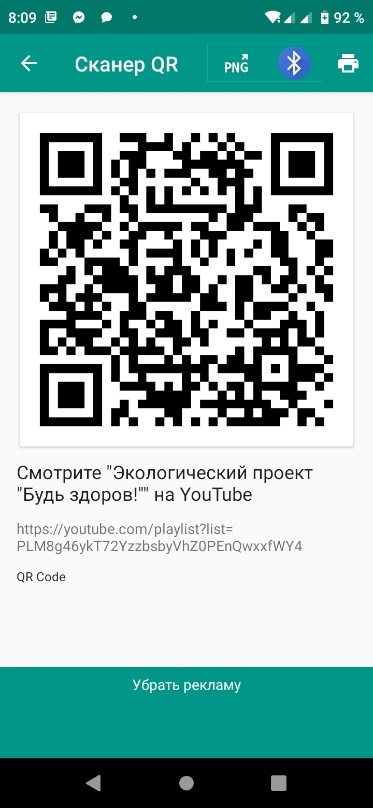 8:09
92 %
Сканер QR
PNG
Смотрите "Экологический проект
"Будь здоров!"" на YouTube
https://youtube.com/playlist?list=
PLM8g46ykT72YzzbsbyVhZ0PEnQwxxfWY4
QR Code
Убрать рекламу